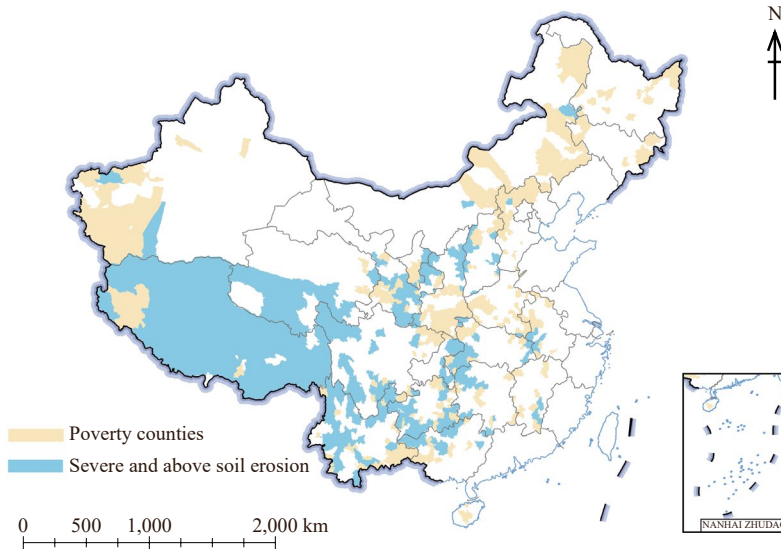 N
Poverty counties
Severe and above soil erosion
0 500 1,000 2,000 km
NANHAI ZHUDAO